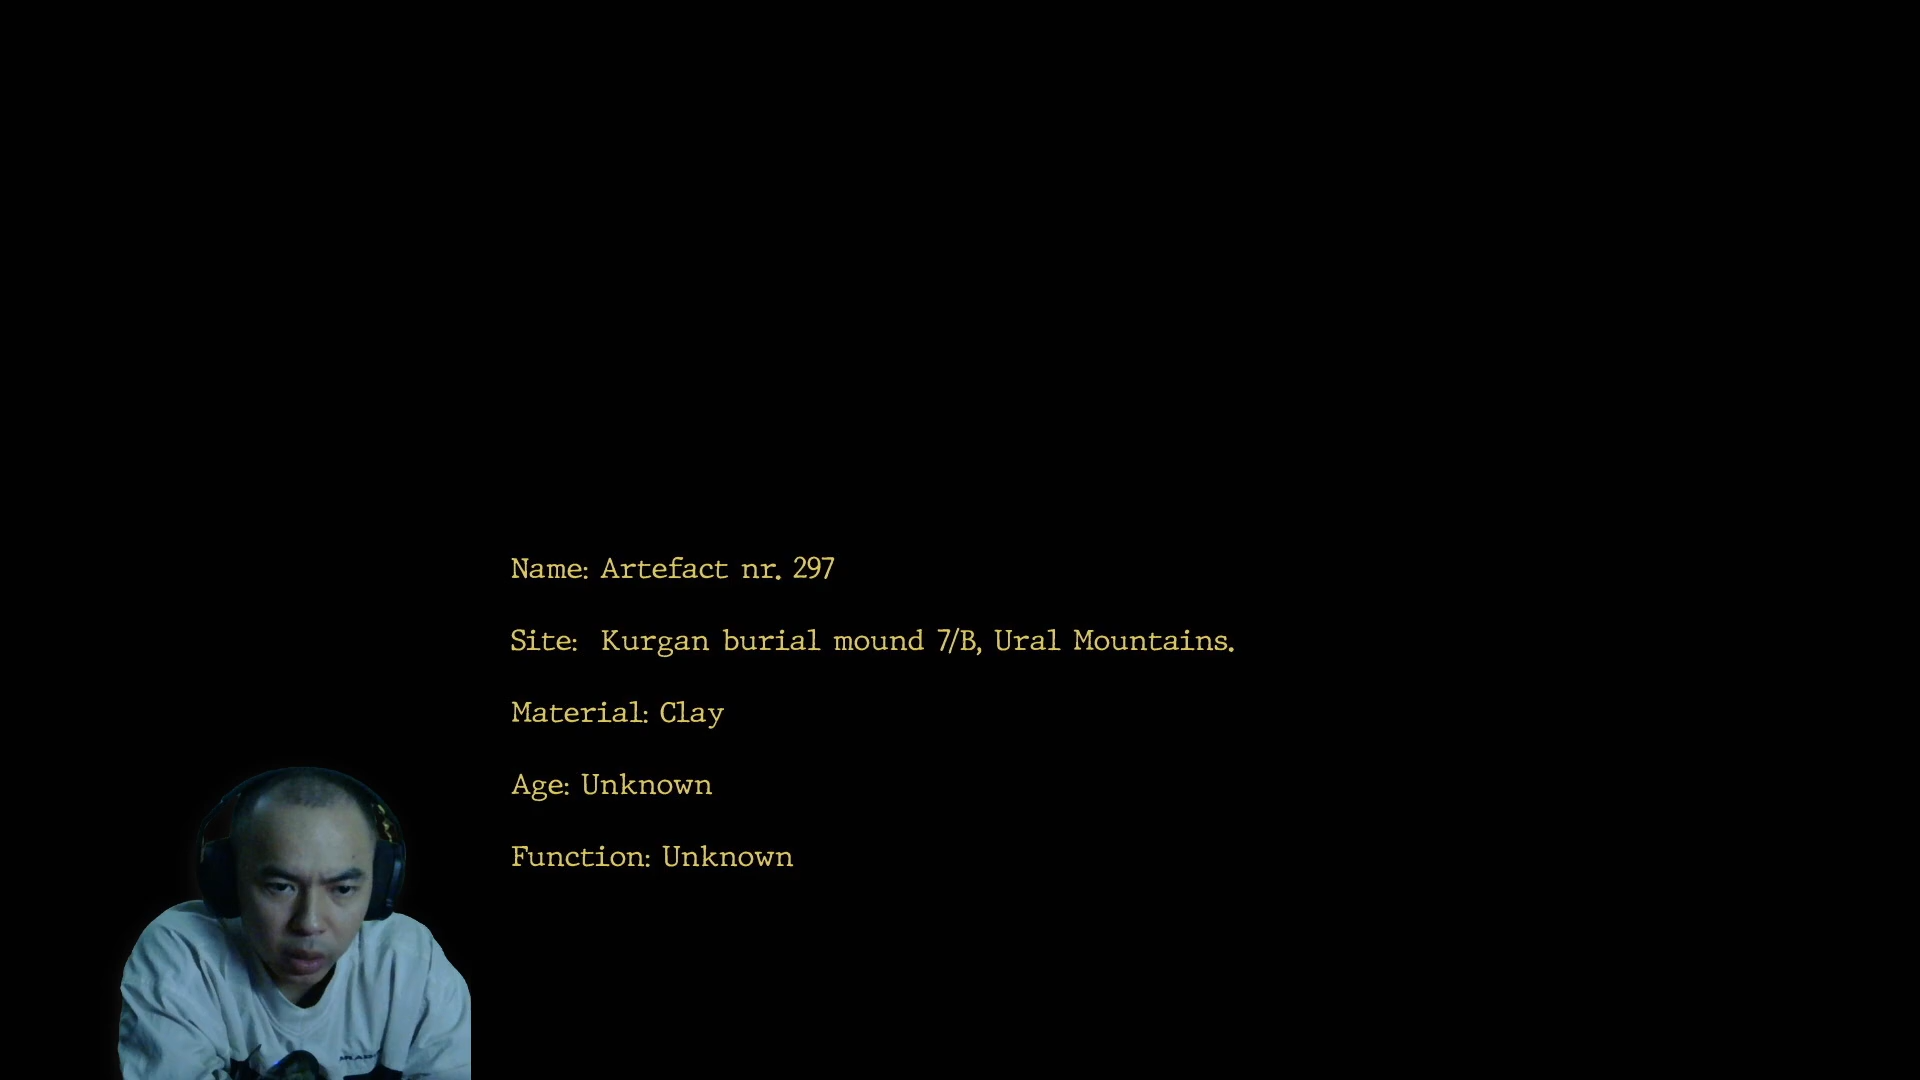 Name: Artefact nr. 297
Site:  Kurgan burial mound 7/B, Ural Mountains.
Material: Clay
Age: Unknown
Function: Unknown